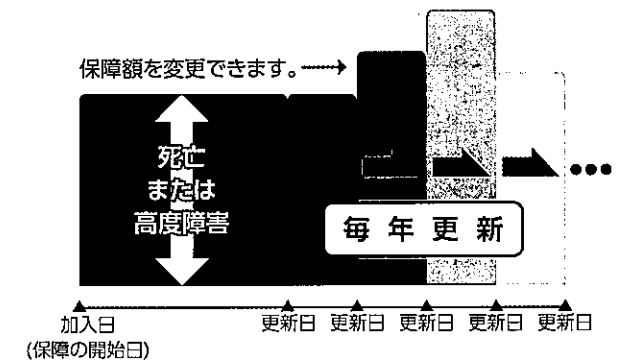 保障額を変更できます。
死亡
または
高度障害
毎年更新
加入日
(保障の開始日)
更新日 更新日 更新日 更新日 更新日